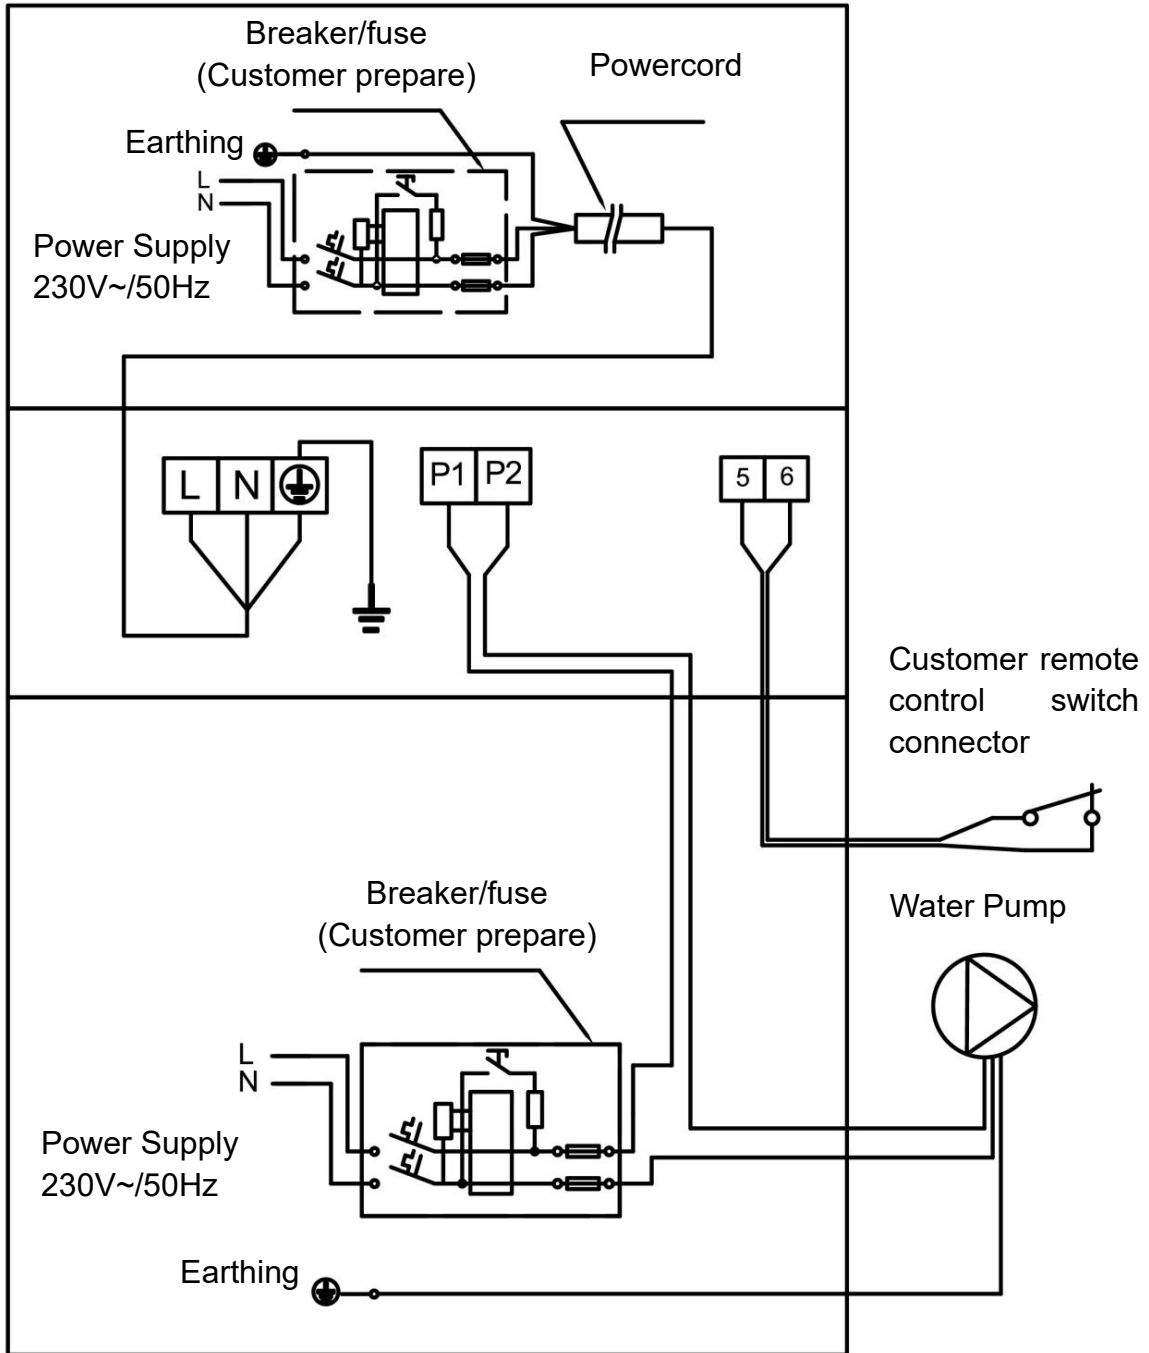 Breaker/fuse
(Customer prepare)
Powercord
Earthing
L
N
Power Supply
230V~/50Hz
L N
P1 P2
5 6
Customer remote
control switch
connector
Breaker/fuse
(Customer prepare)
Water Pump
L
N
Power Supply
230V~/50Hz
Earthing